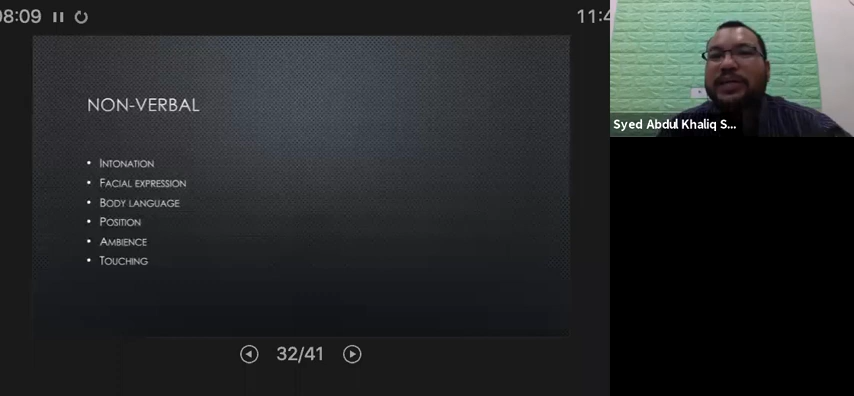 08:09
11:4
NON-VERBAL
• INTONATION
• FACIAL EXPRESSION
• BODY LANGUAGE
• POSITION
• AMBIENCE
• TOUCHING
32/41
Syed Abdul Khaliq S...